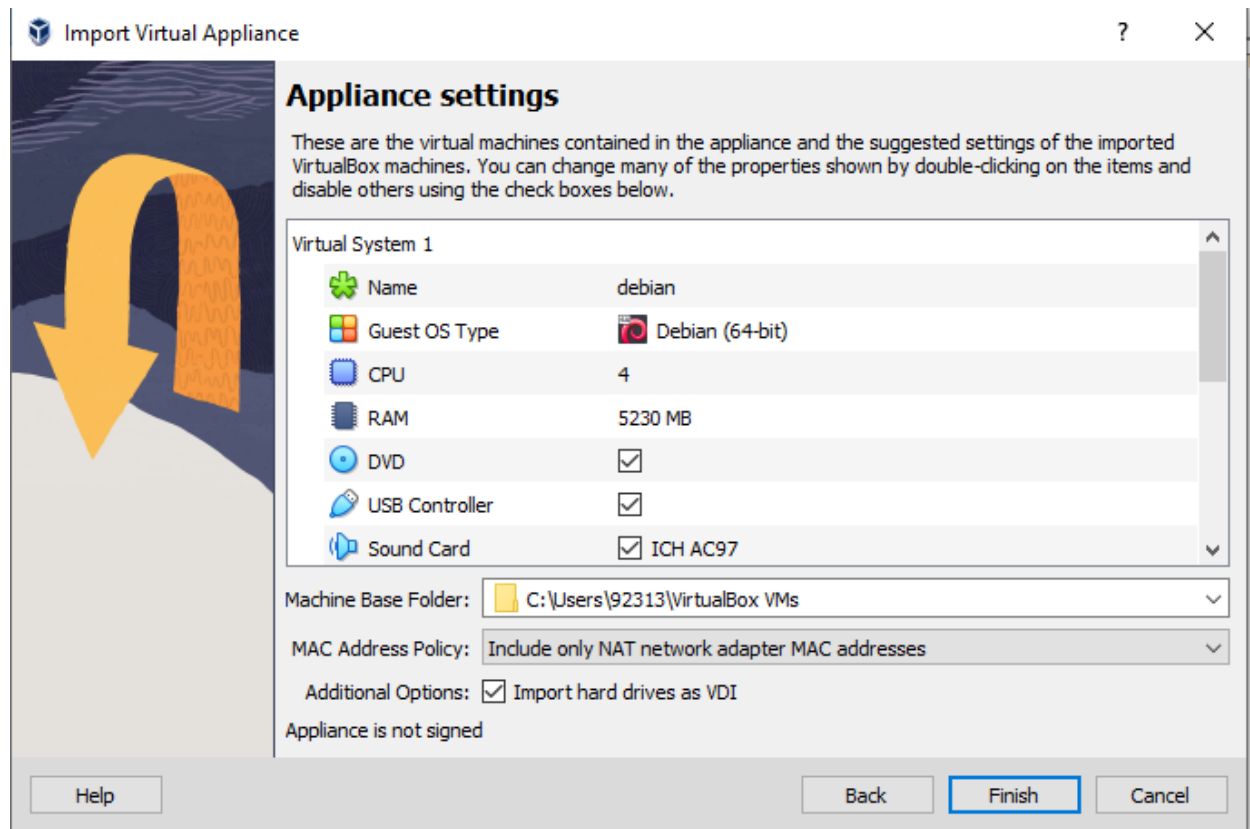 Import Virtual Appliance
?
Appliance settings
These are the virtual machines contained in the appliance and the suggested settings of the imported
VirtualBox machines. You can change many of the properties shown by double-clicking on the items and
disable others using the check boxes below.
Virtual System 1
Name debian
Guest OS Type Debian (64-bit)
CPU 4
RAM 5230 MB
DVD
USB Controller
Sound Card ICH AC97
Machine Base Folder: C:\Users\92313\VirtualBox VMs
MAC Address Policy: Include only NAT network adapter MAC addresses
Additional Options: Import hard drives as VDI
Appliance is not signed
Help Back Finish Cancel